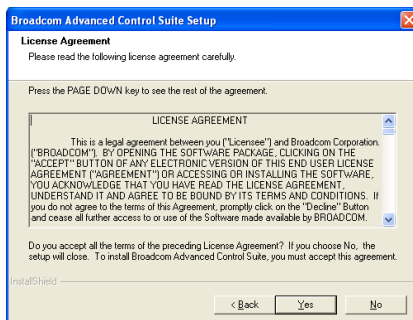 Broadcom Advanced Control Suite Setup
License Agreement
Please read the following license agreement carefully.
Press the PAGE DOWN key to see the rest of the agreement.
LICENSE AGREEMENT
This is a legal agreement between you ("Licensee") and Broadcom Corporation
("BROADCOM"). BY OPENING THE SOFTWARE PACKAGE, CLICKING ON THE
"ACCEPT" BUTTON OF ANY ELECTRONIC VERSION OF THIS END USER LICENSE
AGREEMENT ("AGREEMENT") OR ACCESSING OR INSTALLING THE SOFTWARE,
YOU ACKNOWLEDGE THAT YOU HAVE READ THE LICENSE AGREEMENT,
UNDERSTAND IT AND AGREE TO BE BOUND BY ITS TERMS AND CONDITIONS. If
you do not agree to the terms of this Agreement, promptly click on the "Decline" Button
and cease all further access to or use of the Software made available by BROADCOM.
Do you accept all the terms of the preceding License Agreement? If you choose No, the
setup will close. To install Broadcom Advanced Control Suite, you must accept this agreement.
InstallShield
< Back
Yes
No